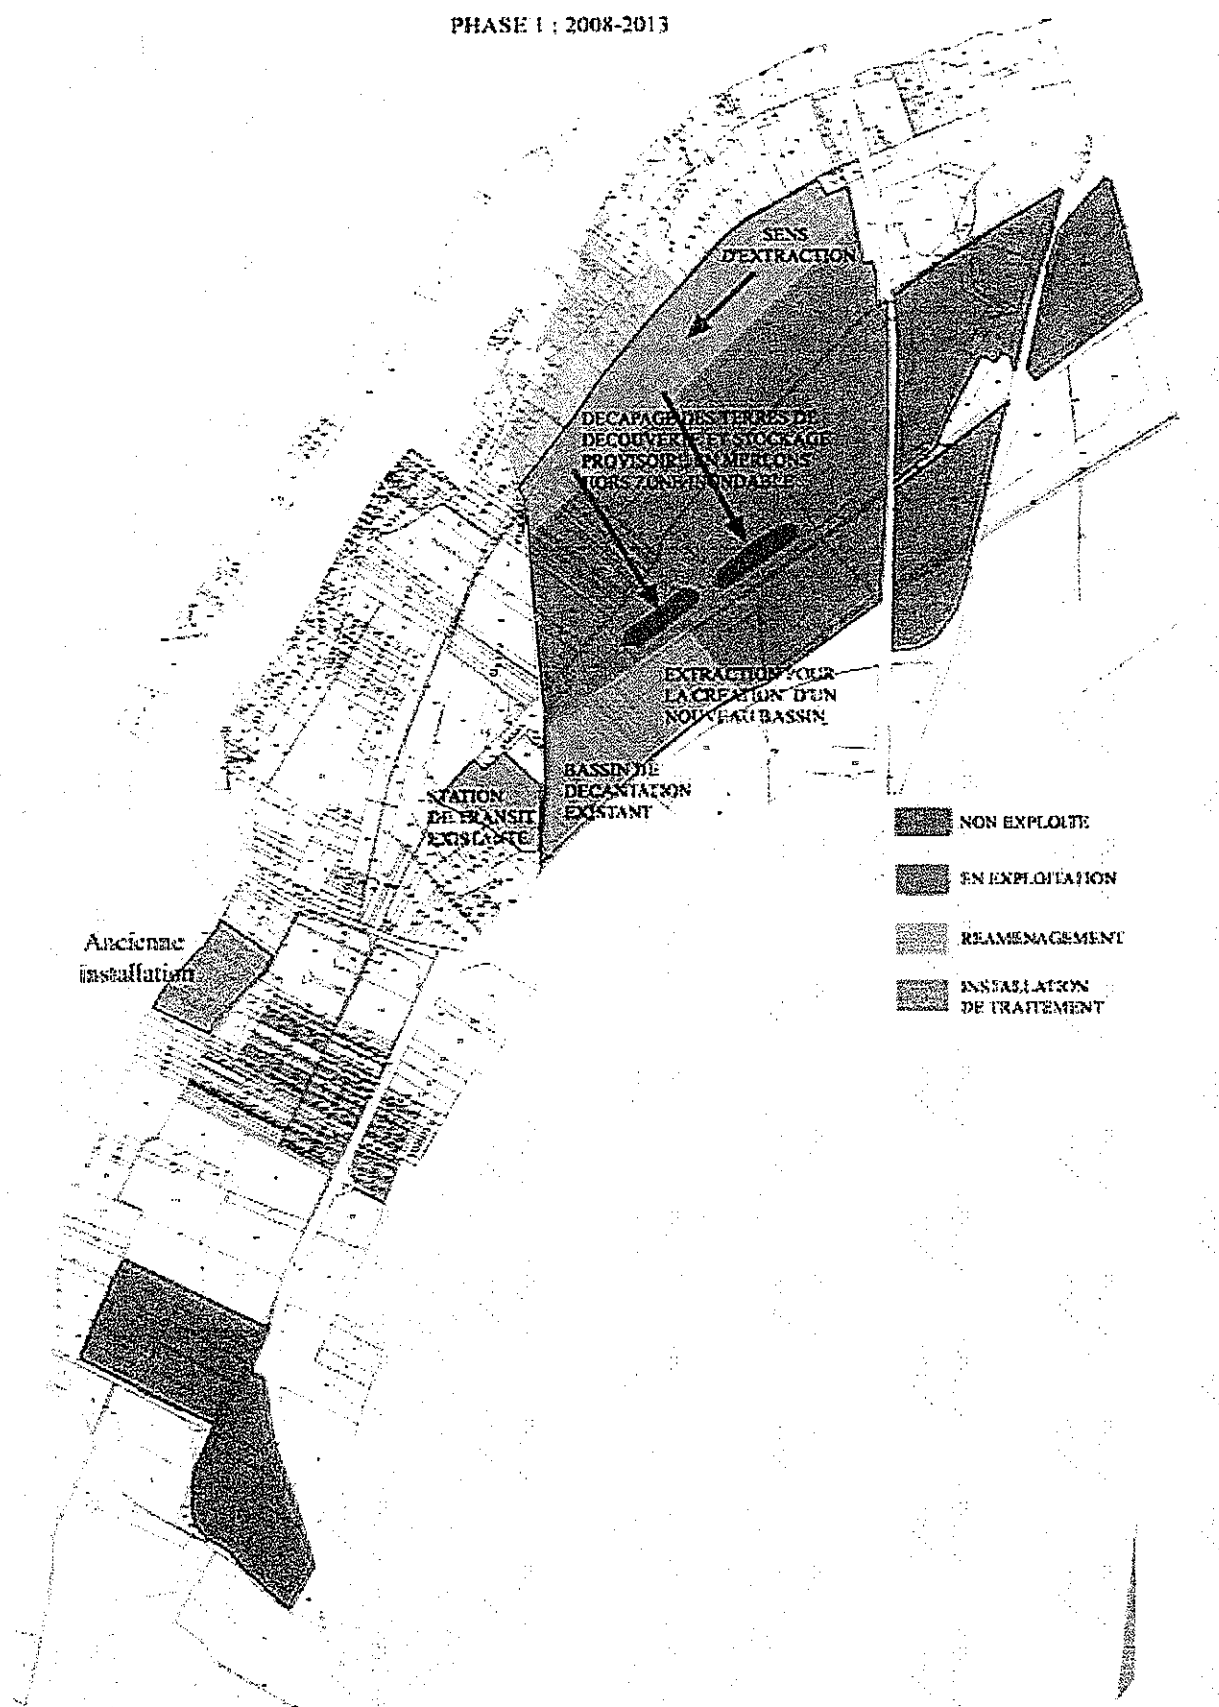 PHASE 1 : 2008-2013
SENS
D'EXTRACTION
DECAPAGE DES TERRES DE
DECOUVERTE ET STOCKAGE
PROVISOIRE EN MERLONS
HORS ZONE INONDABLE
EXTRACTION POUR
LA CREATION D'UN
NOUVEAU BASSIN
BASSIN DE
DECANTATION
EXISTANT
STATION
DE TRANSIT
EXISTANTE
NON EXPLOITE
EN EXPLOITATION
REAMENAGEMENT
INSTALLATION
DE TRAITEMENT
Ancienne
installation